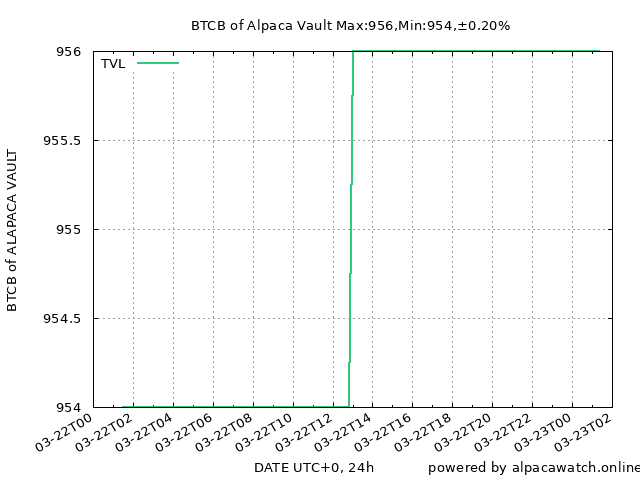 BTCB of Alpaca Vault Max:956,Min:954,±0.20%
TVL
956
955.5
955
954.5
954
BTCB of ALAPACA VAULT
03-22T00
03-22T02
03-22T04
03-22T06
03-22T08
03-22T10
03-22T12
03-22T14
03-22T16
03-22T18
03-22T20
03-22T22
03-23T00
03-23T02
DATE UTC+0, 24h
powered by alpacawatch.online